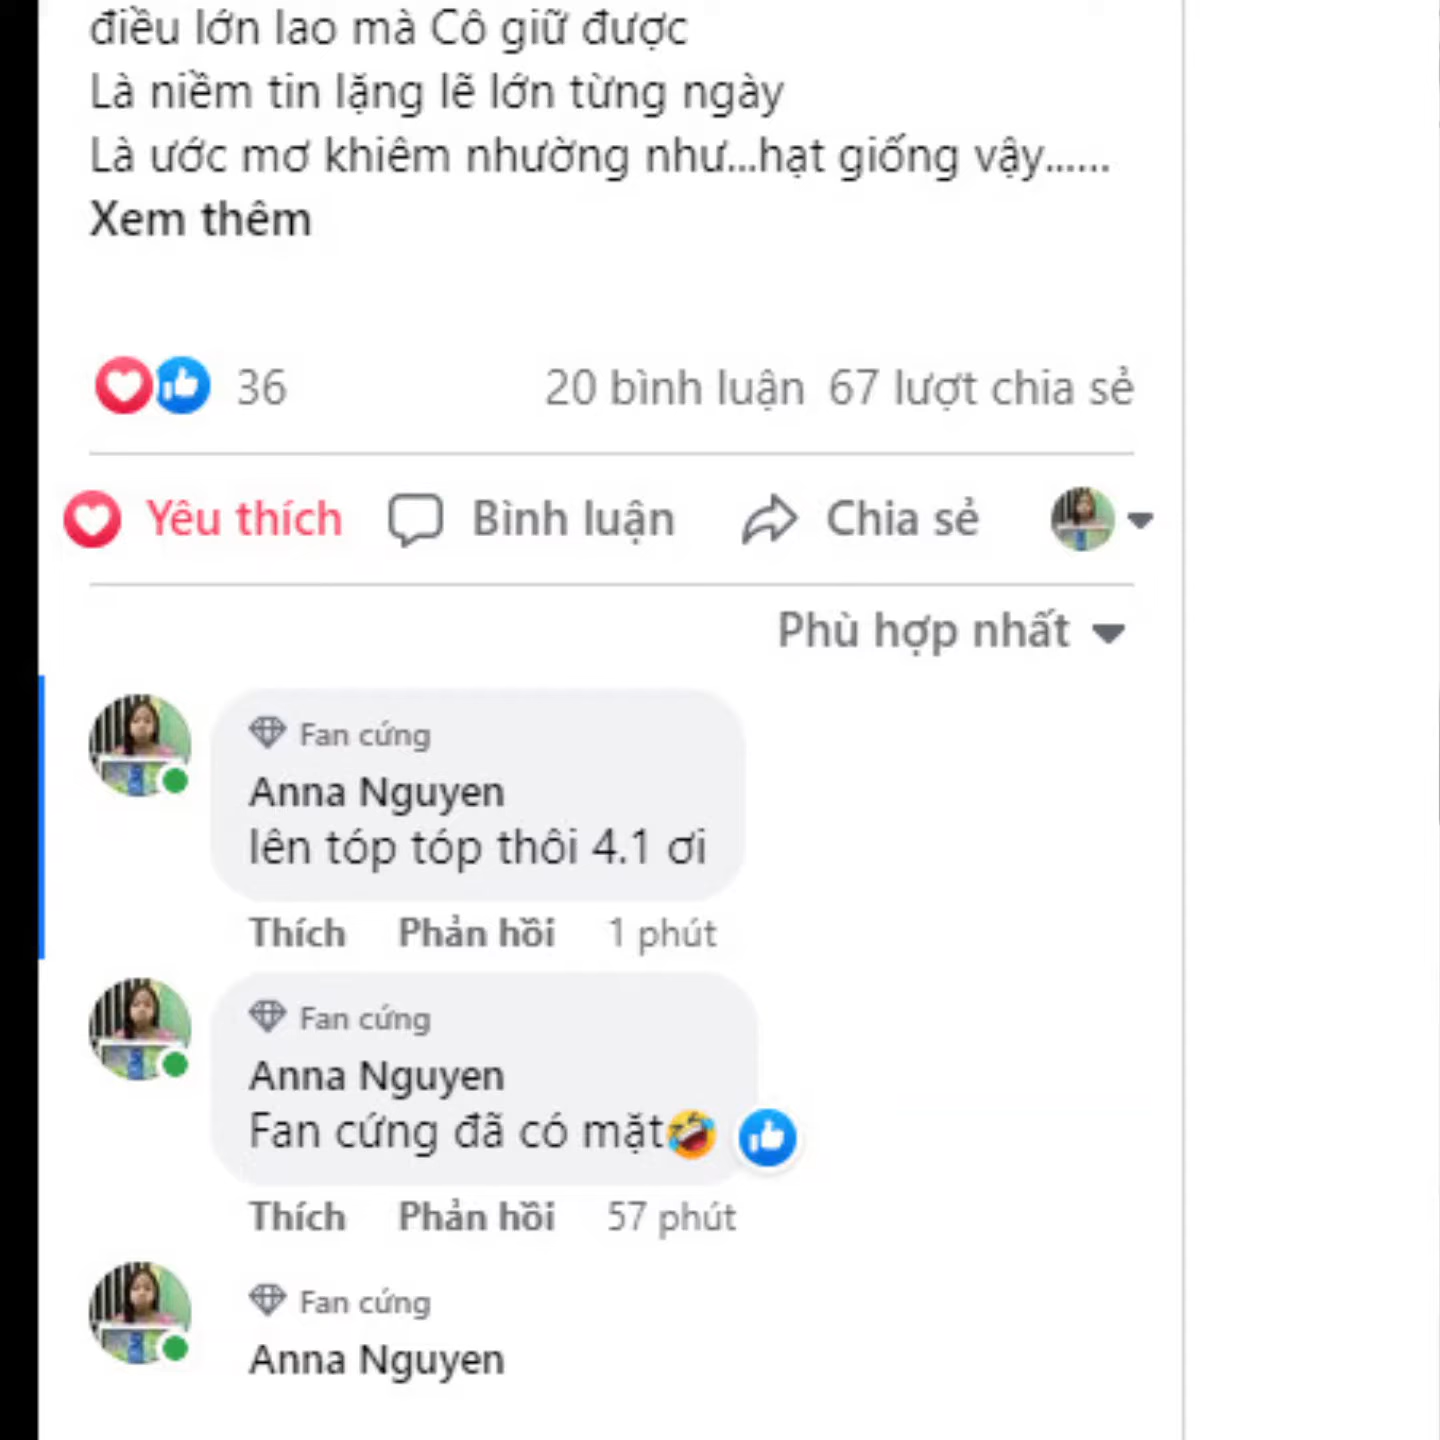 điều lớn lao mà Cô giữ được
Là niềm tin lặng lẽ lớn từng ngày
Là ước mơ khiêm nhường như...hạt giống vậy......
Xem thêm
36 20 bình luận 67 lượt chia sẻ
Yêu thích Bình luận Chia sẻ
Phù hợp nhất
Fan cứng
Anna Nguyen
lên tóp tóp thôi 4.1 ơi
Thích Phản hồi 1 phút
Fan cứng
Anna Nguyen
Fan cứng đã có mặt🤣
Thích Phản hồi 57 phút
Fan cứng
Anna Nguyen